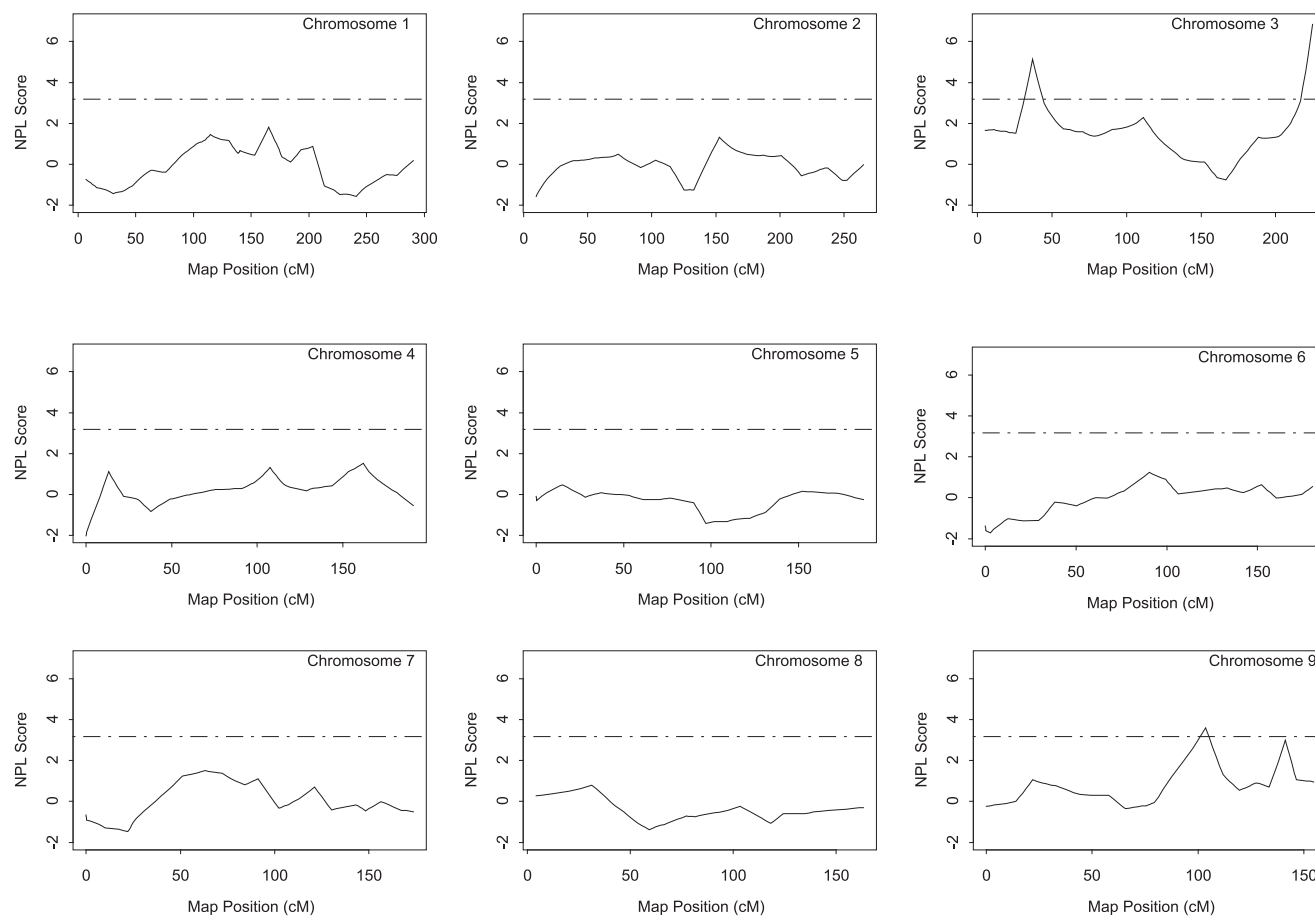 Chromosome 1
NPL Score
6
4
2
0
-2
0 50 100 150 200 250 300
Map Position (cM)
Chromosome 2
NPL Score
6
4
2
0
-2
0 50 100 150 200 250
Map Position (cM)
Chromosome 3
NPL Score
6
4
2
0
-2
0 50 100 150 200
Map Position (cM)
Chromosome 4
NPL Score
6
4
2
0
-2
0 50 100 150
Map Position (cM)
Chromosome 5
NPL Score
6
4
2
0
-2
0 50 100 150
Map Position (cM)
Chromosome 6
NPL Score
6
4
2
0
-2
0 50 100 150
Map Position (cM)
Chromosome 7
NPL Score
6
4
2
0
-2
0 50 100 150
Map Position (cM)
Chromosome 8
NPL Score
6
4
2
0
-2
0 50 100 150
Map Position (cM)
Chromosome 9
NPL Score
6
4
2
0
-2
0 50 100 150
Map Position (cM)